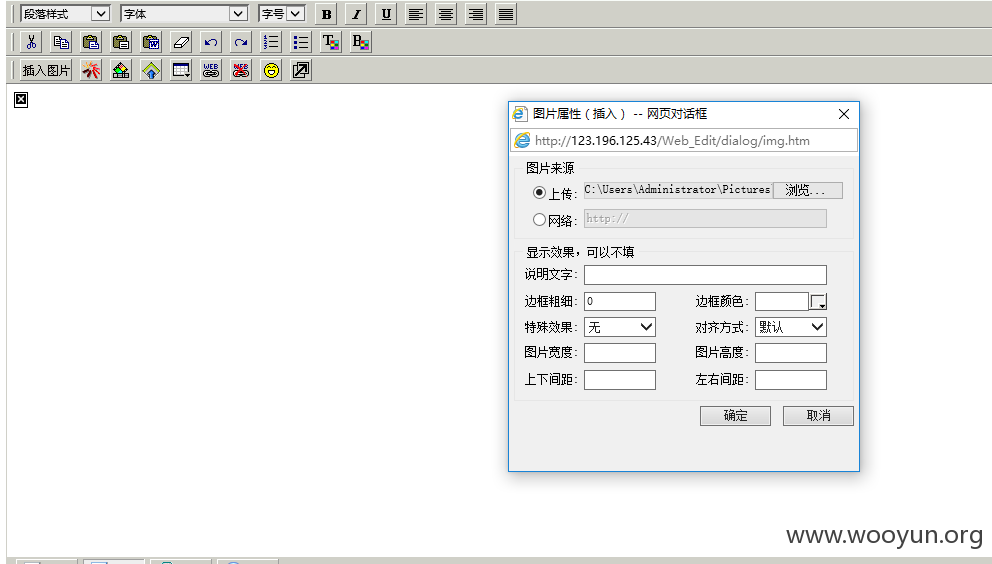 段落样式 字体 字号 B I U
T B
插入图片 WEB WEB
图片属性（插入） -- 网页对话框
http://123.196.125.43/Web_Edit/dialog/img.htm
图片来源
上传: C:\Users\Administrator\Pictures 浏览...
网络: http://
显示效果，可以不填
说明文字:
边框粗细: 0 边框颜色:
特殊效果: 无 对齐方式: 默认
图片宽度: 图片高度:
上下间距: 左右间距:
确定 取消
www.wooyun.org